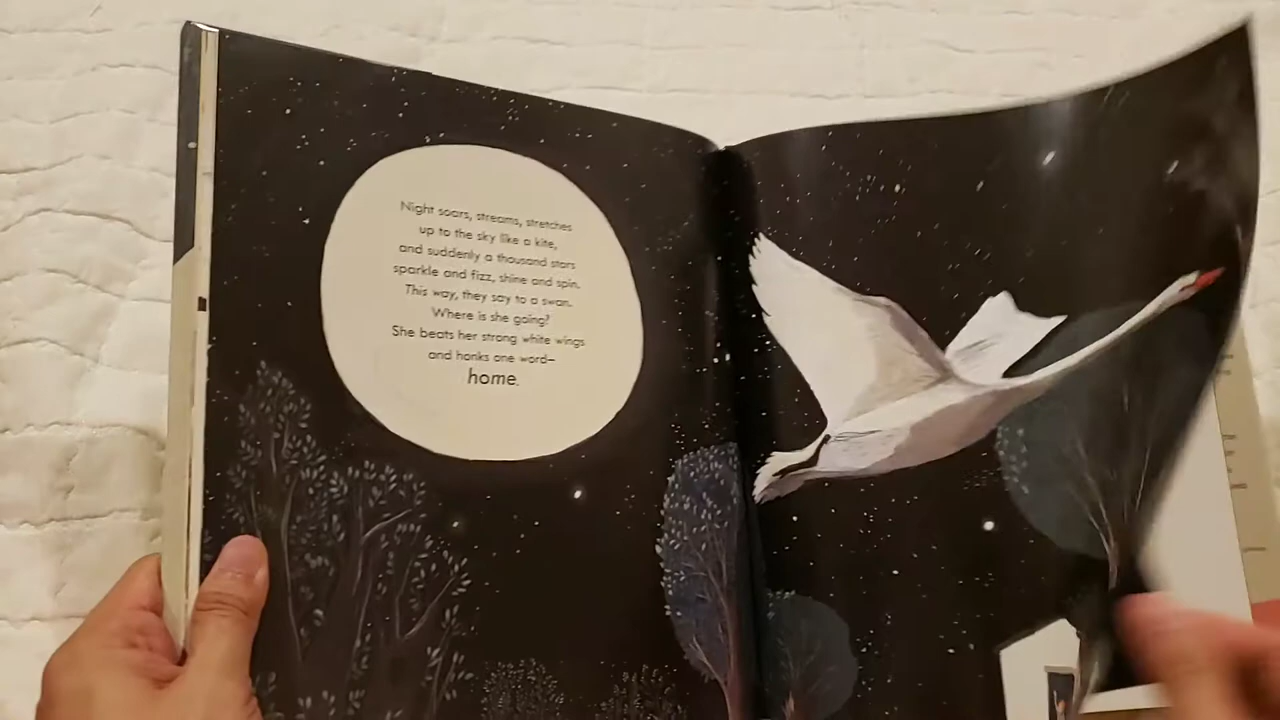 Night soars, streams, stretches
up to the sky like a kite,
and suddenly a thousand stars
sparkle and fizz, shine and spin.
This way, they say to a swan.
Where is she going?
She beats her strong white wings
and honks one word—
home.